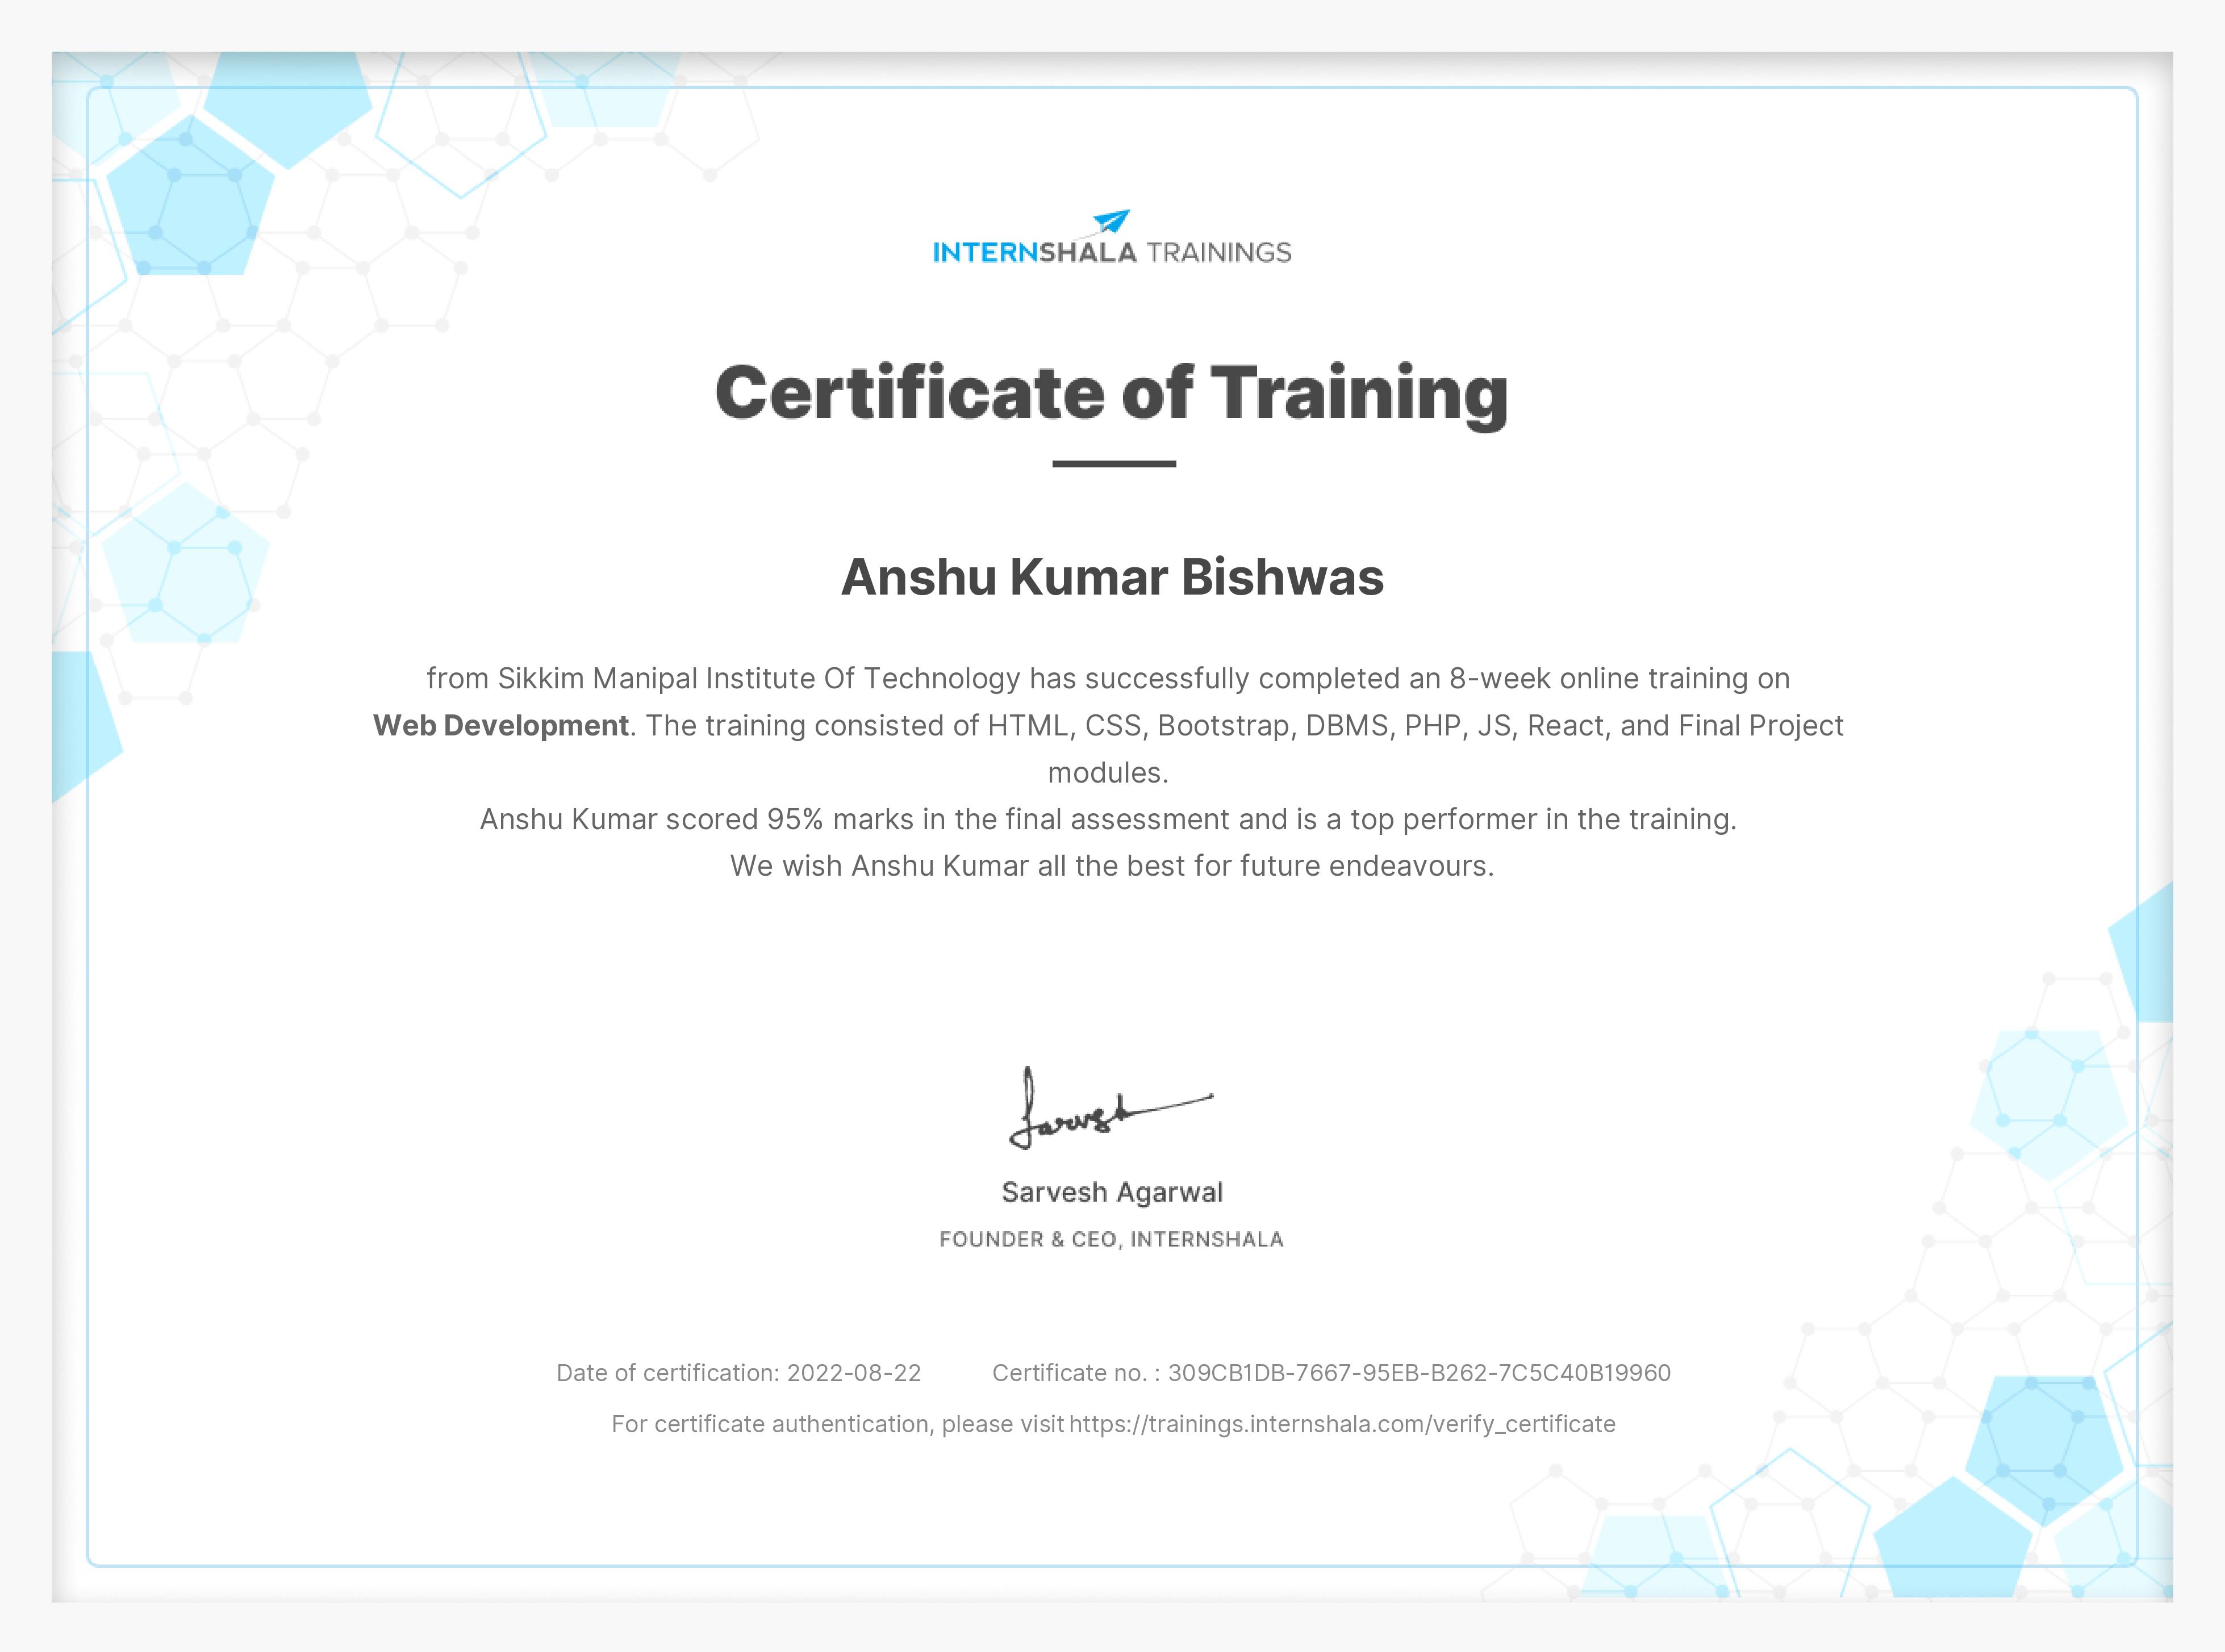 INTERNSHALA TRAININGS
Certificate of Training
Anshu Kumar Bishwas
from Sikkim Manipal Institute Of Technology has successfully completed an 8-week online training on
Web Development. The training consisted of HTML, CSS, Bootstrap, DBMS, PHP, JS, React, and Final Project
modules.
Anshu Kumar scored 95% marks in the final assessment and is a top performer in the training.
We wish Anshu Kumar all the best for future endeavours.
Sarvesh
Sarvesh Agarwal
FOUNDER & CEO, INTERNSHALA
Date of certification: 2022-08-22 Certificate no. : 309CB1DB-7667-95EB-B262-7C5C40B19960
For certificate authentication, please visit https://trainings.internshala.com/verify_certificate